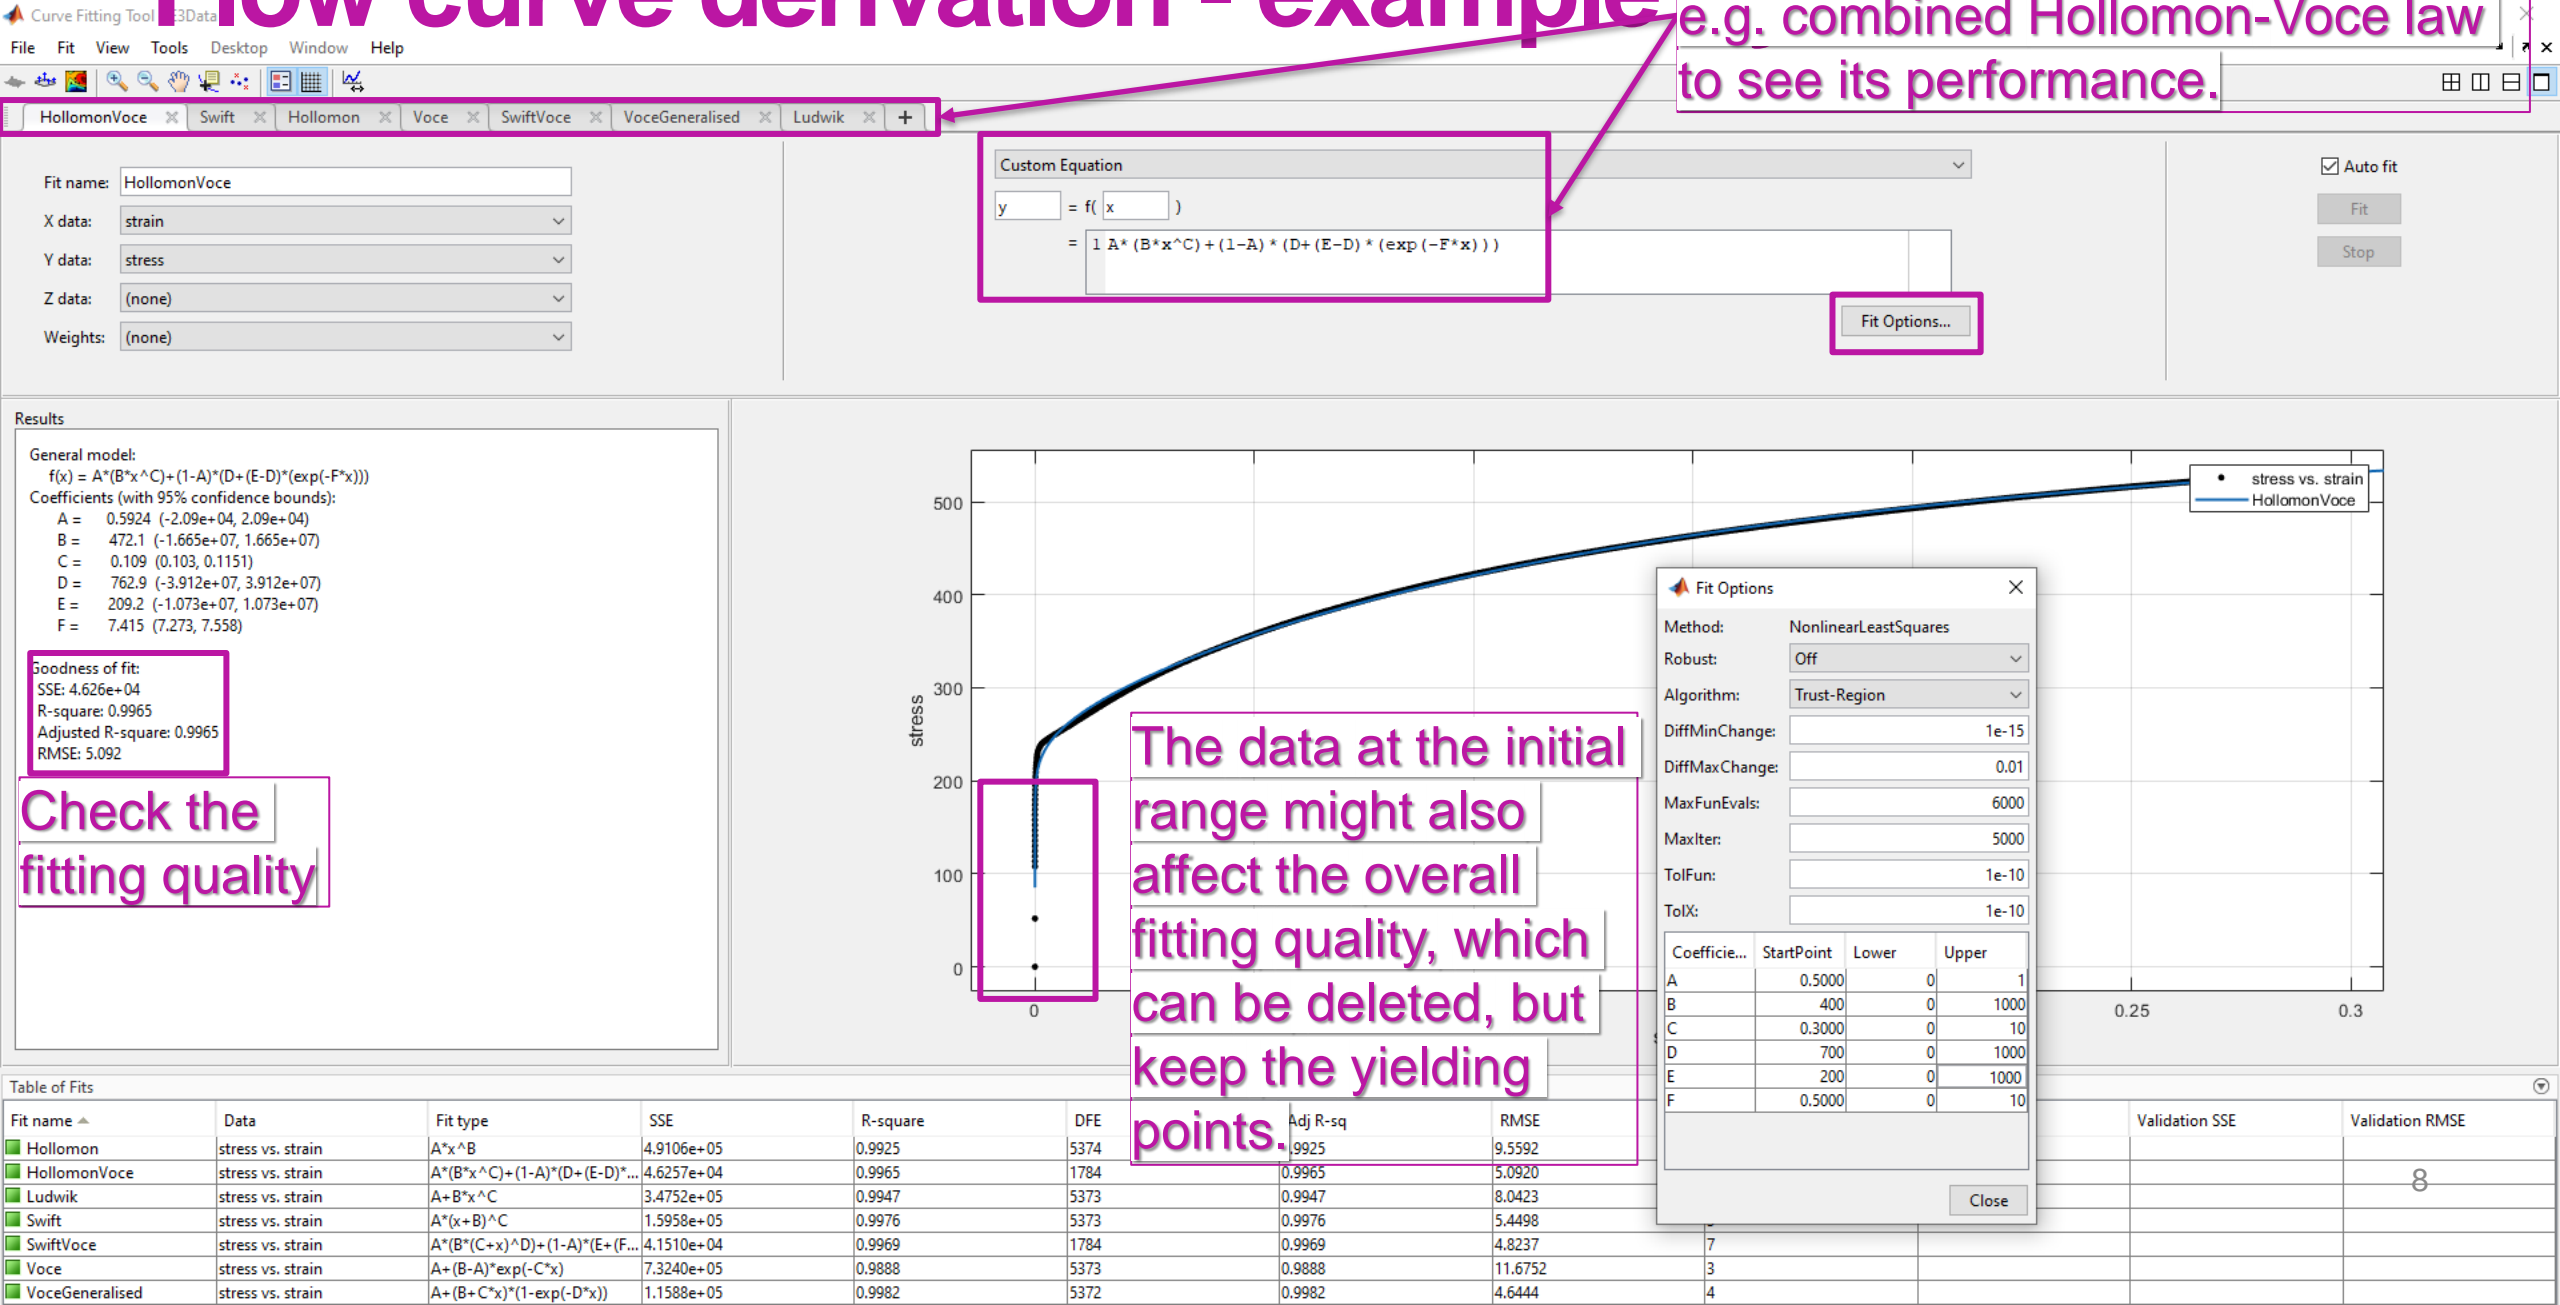 Flow curve derivation - example
e.g. combined Hollomon-Voce law
to see its performance.
Curve Fitting Tool
File Fit View Tools Desktop Window Help
HollomonVoce Swift Hollomon Voce SwiftVoce VoceGeneralised Ludwik +
Fit name: HollomonVoce
X data: strain
Y data: stress
Z data: (none)
Weights: (none)
Custom Equation
y = f( x )
= 1 A*(B*x^C)+(1-A)*(D+(E-D)*(exp(-F*x)))
Fit Options...
Auto fit
Fit
Stop
Results
General model:
f(x) = A*(B*x^C)+(1-A)*(D+(E-D)*(exp(-F*x)))
Coefficients (with 95% confidence bounds):
A = 0.5924 (-2.09e+04, 2.09e+04)
B = 472.1 (-1.665e+07, 1.665e+07)
C = 0.109 (0.103, 0.1151)
D = 762.9 (-3.912e+07, 3.912e+07)
E = 209.2 (-1.073e+07, 1.073e+07)
F = 7.415 (7.273, 7.558)
Goodness of fit:
SSE: 4.626e+04
R-square: 0.9965
Adjusted R-square: 0.9965
RMSE: 5.092
Check the
fitting quality
stress
500
400
300
200
100
0
0 0.25 0.3
stress vs. strain
HollomonVoce
The data at the initial
range might also
affect the overall
fitting quality, which
can be deleted, but
keep the yielding
points.
Fit Options
Method: NonlinearLeastSquares
Robust: Off
Algorithm: Trust-Region
DiffMinChange: 1e-15
DiffMaxChange: 0.01
MaxFunEvals: 6000
MaxIter: 5000
TolFun: 1e-10
TolX: 1e-10
Coefficie... StartPoint Lower Upper
A 0.5000 0 1
B 400 0 1000
C 0.3000 0 10
D 700 0 1000
E 200 0 1000
F 0.5000 0 10
Close
Table of Fits
Fit name Data Fit type SSE R-square DFE Adj R-sq RMSE Validation SSE Validation RMSE
Hollomon stress vs. strain A*x^B 4.9106e+05 0.9925 5374 0.9925 9.5592
HollomonVoce stress vs. strain A*(B*x^C)+(1-A)*(D+(E-D)*... 4.6257e+04 0.9965 1784 0.9965 5.0920
Ludwik stress vs. strain A+B*x^C 3.4752e+05 0.9947 5373 0.9947 8.0423
Swift stress vs. strain A*(x+B)^C 1.5958e+05 0.9976 5373 0.9976 5.4498
SwiftVoce stress vs. strain A*(B*(C+x)^D)+(1-A)*(E+(F... 4.1510e+04 0.9969 1784 0.9969 4.8237 7
Voce stress vs. strain A+(B-A)*exp(-C*x) 7.3240e+05 0.9888 5373 0.9888 11.6752 3
VoceGeneralised stress vs. strain A+(B+C*x)*(1-exp(-D*x)) 1.1588e+05 0.9982 5372 0.9982 4.6444 4
8